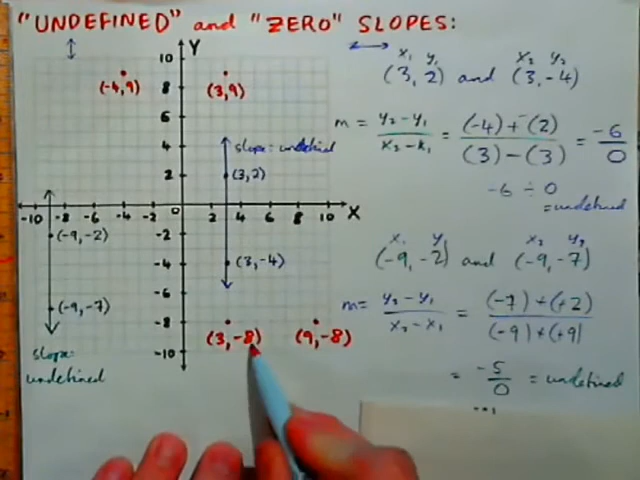 "UNDEFINED" and "ZERO" SLOPES:
Y
10
8
6
4
2
0
-2
-4
-6
-8
-10
-10 -8 -6 -4 -2
2 4 6 8 10 X
(-4,9)
(3,9)
slope: undefined
(3,2)
(3,-4)
(-9,-2)
(-9,-7)
slope:
undefined
(3,-8)
(9,-8)
x₁ y₁ x₂ y₂
(3, 2) and (3,-4)
m = y₂-y₁ / x₂-x₁ = (-4)+-(2) / (3)-(3) = -6 / 0
-6 ÷ 0
= undefined
x₁ y₁ x₂ y₂
(-9,-2) and (-9,-7)
m= y₂-y₁ / x₂-x₁ = (-7)+(+2) / (-9)+(+9)
= -5 / 0 = undefined